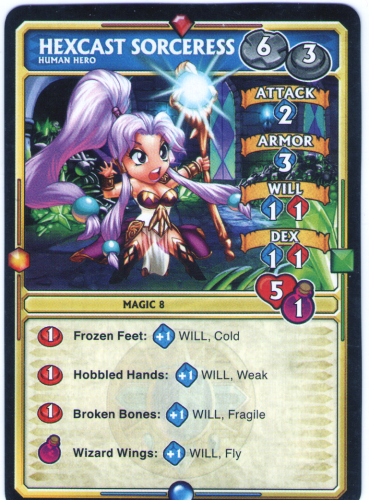 HEXCAST SORCERESS 6 3
HUMAN HERO
ATTACK
2
ARMOR
3
WILL
1 1
DEX
1 1
5
1
MAGIC 8
1 Frozen Feet: +1 WILL, Cold
1 Hobbled Hands: +1 WILL, Weak
1 Broken Bones: +1 WILL, Fragile
3 Wizard Wings: +1 WILL, Fly